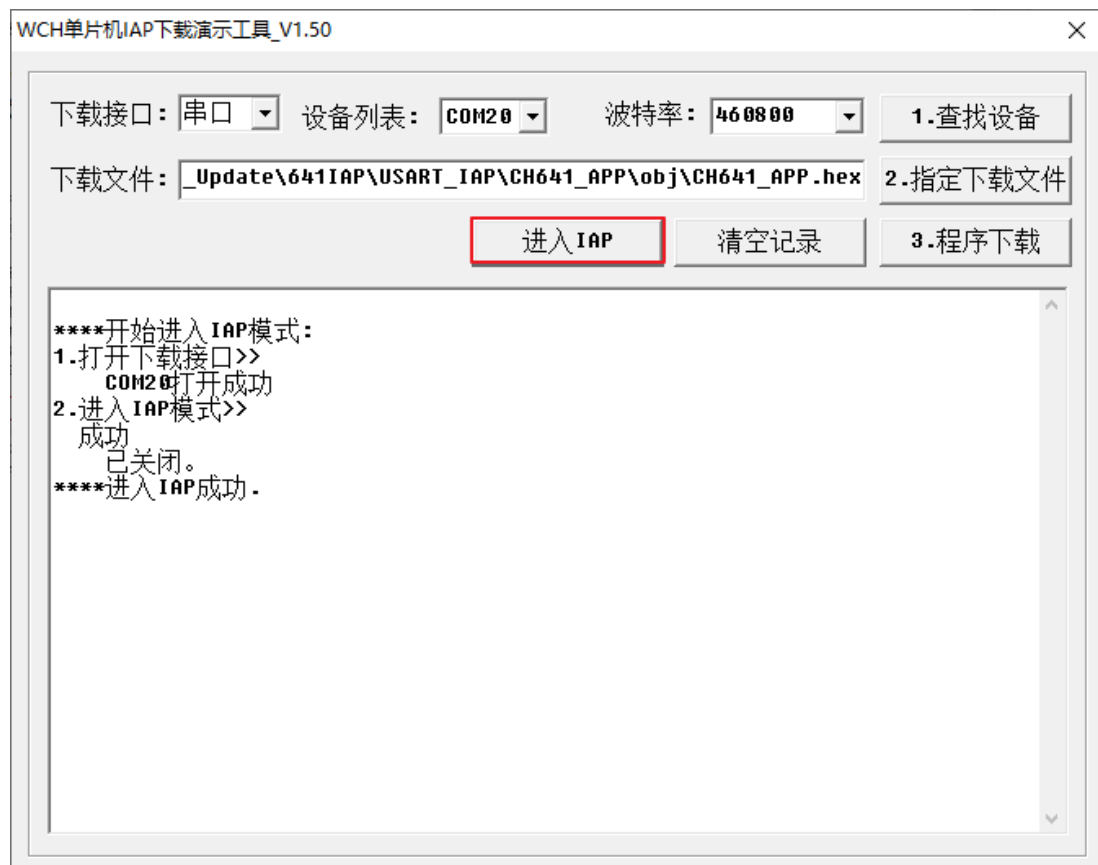 WCH单片机IAP下载演示工具_V1.50
下载接口: 串口 设备列表: COM20 波特率: 460800 1.查找设备
下载文件: _Update\641IAP\USART_IAP\CH641_APP\obj\CH641_APP.hex 2.指定下载文件
进入IAP 清空记录 3.程序下载
****开始进入IAP模式:
1.打开下载接口>>
COM20打开成功
2.进入IAP模式>>
成功
已关闭。
****进入IAP成功.